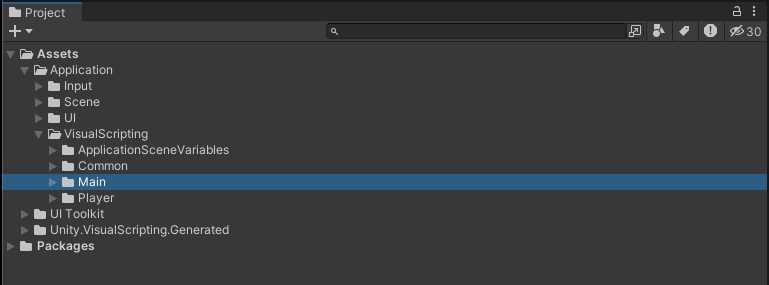 Project
30
Assets
Application
Input
Scene
UI
VisualScripting
ApplicationSceneVariables
Common
Main
Player
UI Toolkit
Unity.VisualScripting.Generated
Packages